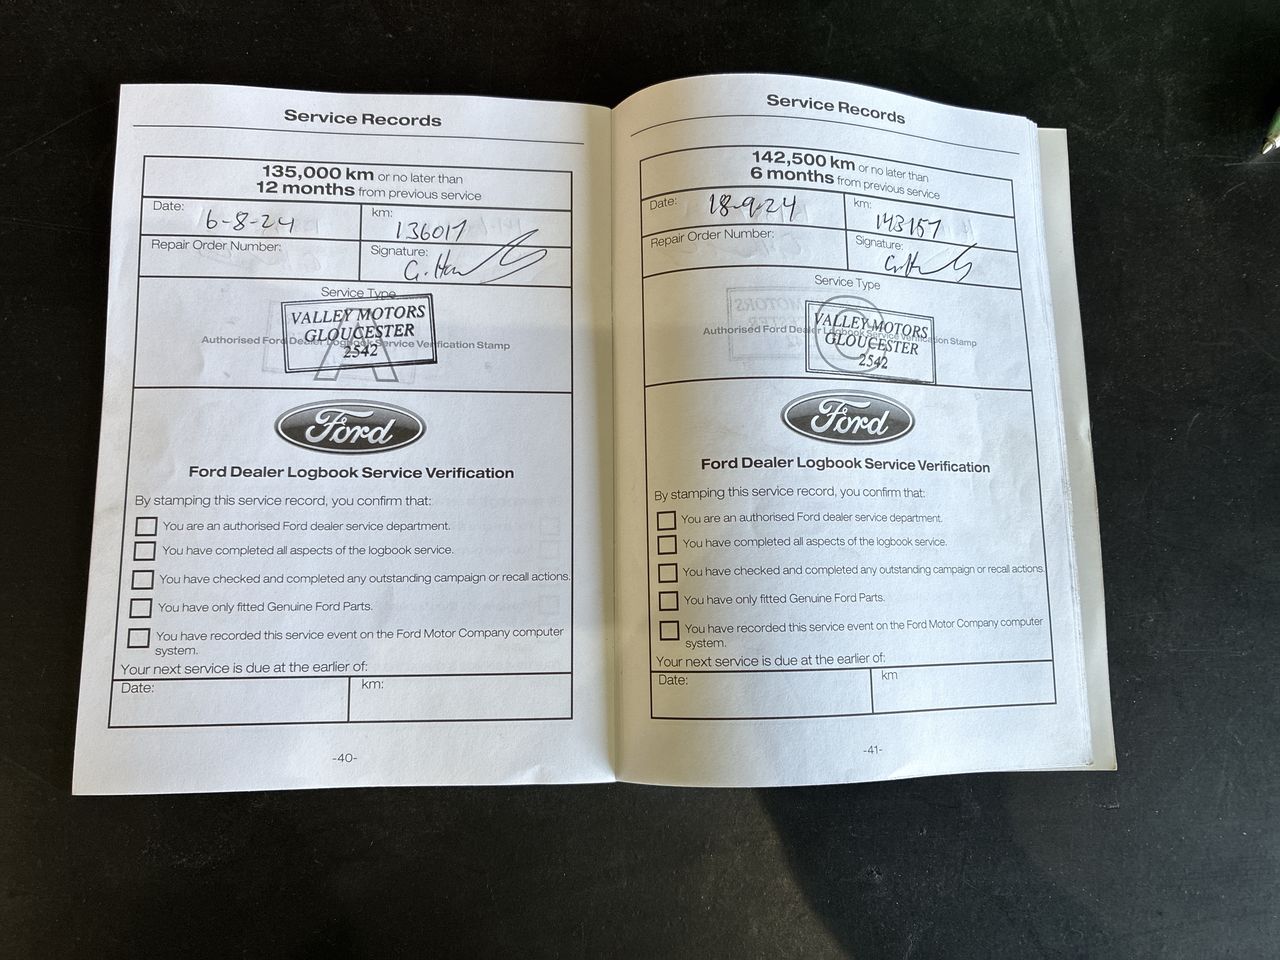 Service Records
135,000 km or no later than
12 months from previous service
Date: 6-8-24
km: 136017
Repair Order Number:
Signature:
Service Type
Authorised Ford Dealer Logbook Service Verification Stamp
A
VALLEY MOTORS
GLOUCESTER
2542
Ford
Ford Dealer Logbook Service Verification
By stamping this service record, you confirm that:
You are an authorised Ford dealer service department.
You have completed all aspects of the logbook service.
You have checked and completed any outstanding campaign or recall actions.
You have only fitted Genuine Ford Parts.
You have recorded this service event on the Ford Motor Company computer
system.
Your next service is due at the earlier of:
Date:
km:
-40-
Service Records
142,500 km or no later than
6 months from previous service
Date: 18-9-24
km: 143157
Repair Order Number:
Signature:
Service Type
Authorised Ford Dealer Logbook Service Verification Stamp
VALLEY MOTORS
GLOUCESTER
2542
Ford
Ford Dealer Logbook Service Verification
By stamping this service record, you confirm that:
You are an authorised Ford dealer service department.
You have completed all aspects of the logbook service.
You have checked and completed any outstanding campaign or recall actions.
You have only fitted Genuine Ford Parts.
You have recorded this service event on the Ford Motor Company computer
system.
Your next service is due at the earlier of:
Date:
km
-41-